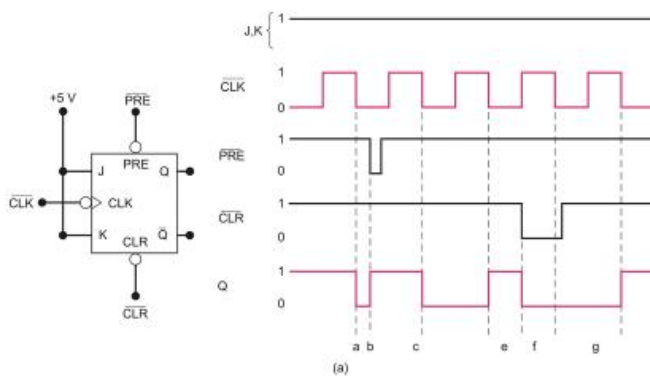 1
J,K {
CLK
1
0
+5 V
PRE
PRE
1
0
PRE
J
Q
CLK
CLK
CLR
1
0
K
CLR
Q
CLR
Q
1
0
a b c e f g
(a)